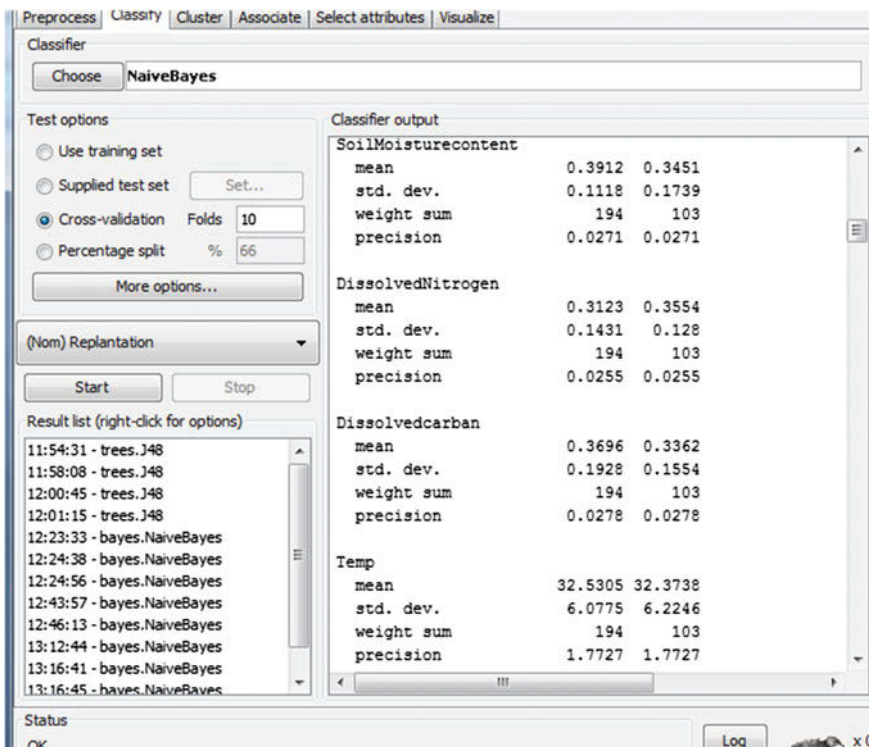 Preprocess Classify Cluster Associate Select attributes Visualize
Classifier
Choose NaiveBayes
Test options
Use training set
Supplied test set Set...
Cross-validation Folds 10
Percentage split % 66
More options...
(Nom) Replantation
Start Stop
Result list (right-click for options)
11:54:31 - trees.J48
11:58:08 - trees.J48
12:00:45 - trees.J48
12:01:15 - trees.J48
12:23:33 - bayes.NaiveBayes
12:24:38 - bayes.NaiveBayes
12:24:56 - bayes.NaiveBayes
12:43:57 - bayes.NaiveBayes
12:46:13 - bayes.NaiveBayes
13:12:44 - bayes.NaiveBayes
13:16:41 - bayes.NaiveBayes
13:16:45 - bayes.NaiveBayes
Classifier output
SoilMoisturecontent
mean 0.3912 0.3451
std. dev. 0.1118 0.1739
weight sum 194 103
precision 0.0271 0.0271
DissolvedNitrogen
mean 0.3123 0.3554
std. dev. 0.1431 0.128
weight sum 194 103
precision 0.0255 0.0255
Dissolvedcarban
mean 0.3696 0.3362
std. dev. 0.1928 0.1554
weight sum 194 103
precision 0.0278 0.0278
Temp
mean 32.5305 32.3738
std. dev. 6.0775 6.2246
weight sum 194 103
precision 1.7727 1.7727
Status
OK
Log x 0